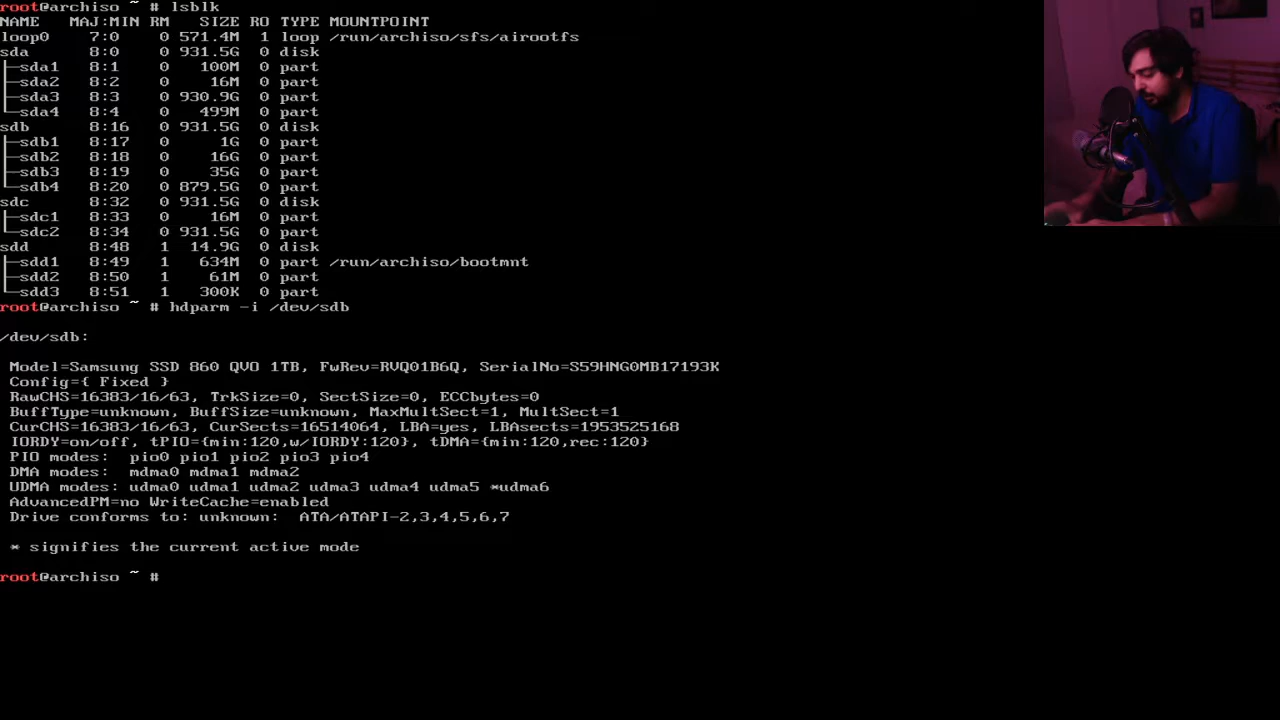 root@archiso ~ # lsblk
NAME MAJ:MIN RM SIZE RO TYPE MOUNTPOINT
loop0 7:0 0 571.4M 1 loop /run/archiso/sfs/airootfs
sda 8:0 0 931.5G 0 disk
├─sda1 8:1 0 100M 0 part
├─sda2 8:2 0 16M 0 part
├─sda3 8:3 0 930.9G 0 part
└─sda4 8:4 0 499M 0 part
sdb 8:16 0 931.5G 0 disk
├─sdb1 8:17 0 1G 0 part
├─sdb2 8:18 0 16G 0 part
├─sdb3 8:19 0 35G 0 part
└─sdb4 8:20 0 879.5G 0 part
sdc 8:32 0 931.5G 0 disk
├─sdc1 8:33 0 16M 0 part
└─sdc2 8:34 0 931.5G 0 part
sdd 8:48 1 14.9G 0 disk
├─sdd1 8:49 1 634M 0 part /run/archiso/bootmnt
├─sdd2 8:50 1 61M 0 part
└─sdd3 8:51 1 300K 0 part
root@archiso ~ # hdparm -i /dev/sdb
/dev/sdb:
Model=Samsung SSD 860 QVO 1TB, FwRev=RVQ01B6Q, SerialNo=S59HNG0MB17193K
Config={ Fixed }
RawCHS=16383/16/63, TrkSize=0, SectSize=0, ECCbytes=0
BuffType=unknown, BuffSize=unknown, MaxMultSect=1, MultSect=1
CurCHS=16383/16/63, CurSects=16514064, LBA=yes, LBAsects=1953525168
IORDY=on/off, tPIO={min:120,w/IORDY:120}, tDMA={min:120,rec:120}
PIO modes: pio0 pio1 pio2 pio3 pio4
DMA modes: mdma0 mdma1 mdma2
UDMA modes: udma0 udma1 udma2 udma3 udma4 udma5 *udma6
AdvancedPM=no WriteCache=enabled
Drive conforms to: unknown: ATA/ATAPI-2,3,4,5,6,7
* signifies the current active mode
root@archiso ~ #